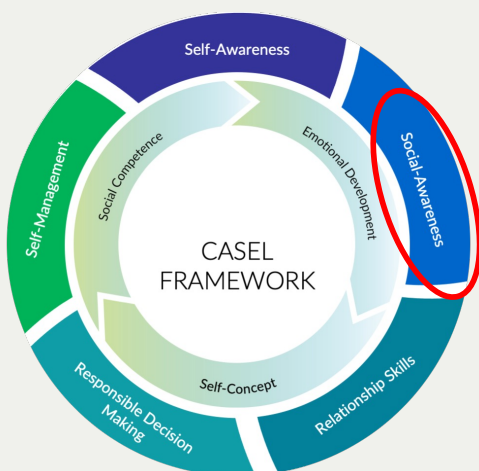 Self-Awareness
Social-Awareness
Relationship Skills
Responsible Decision
Making
Self-Management
Social Competence
Emotional Development
Self-Concept
CASEL
FRAMEWORK